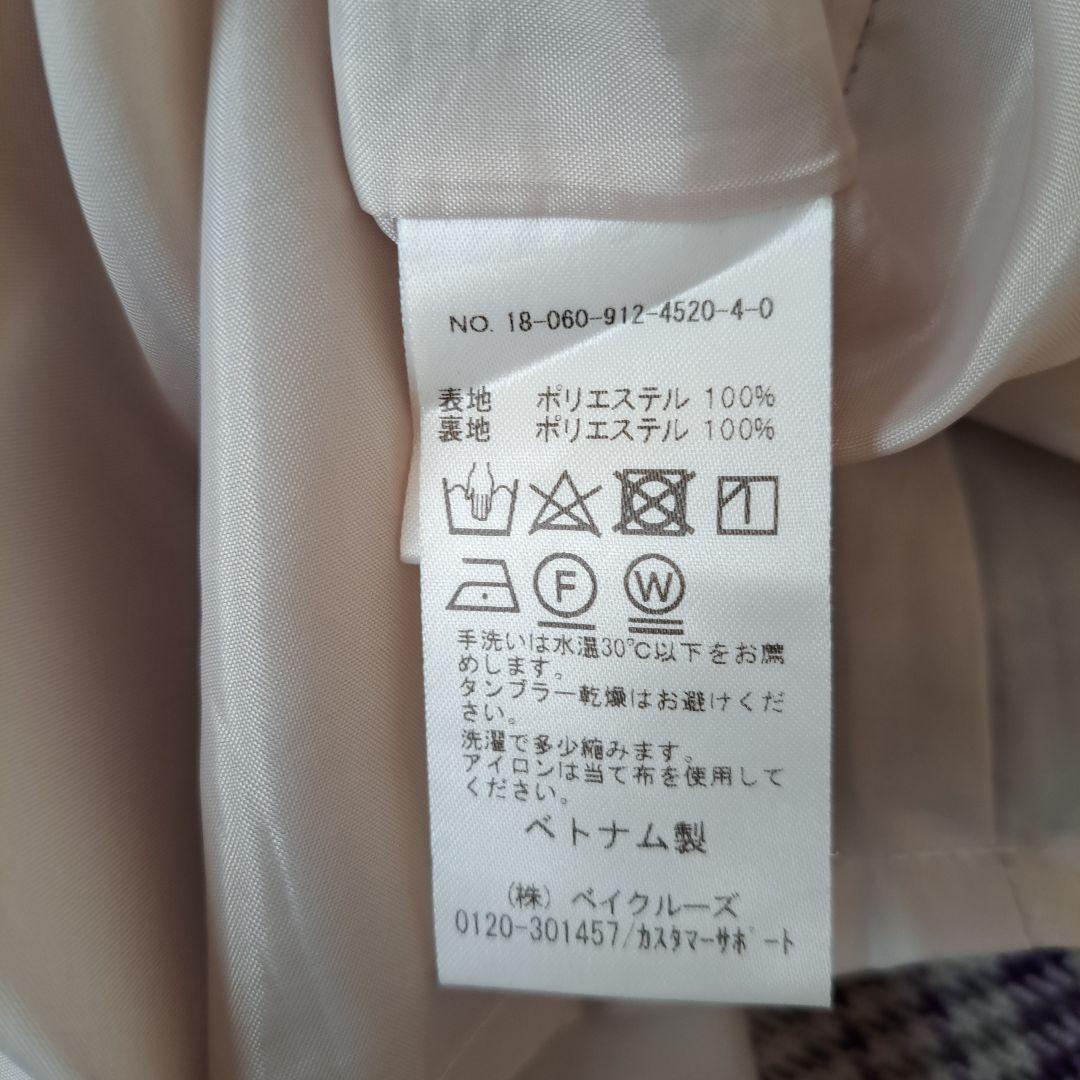 NO. 18-060-912-4520-4-0
表地 ポリエステル 100%
裏地 ポリエステル 100%
F W
手洗いは水温30℃以下をお薦
めします。
タンブラー乾燥はお避けくだ
さい。
洗濯で多少縮みます。
アイロンは当て布を使用して
ください。
ベトナム製
(株) ベイクルーズ
0120-301457/カスタマーサポート